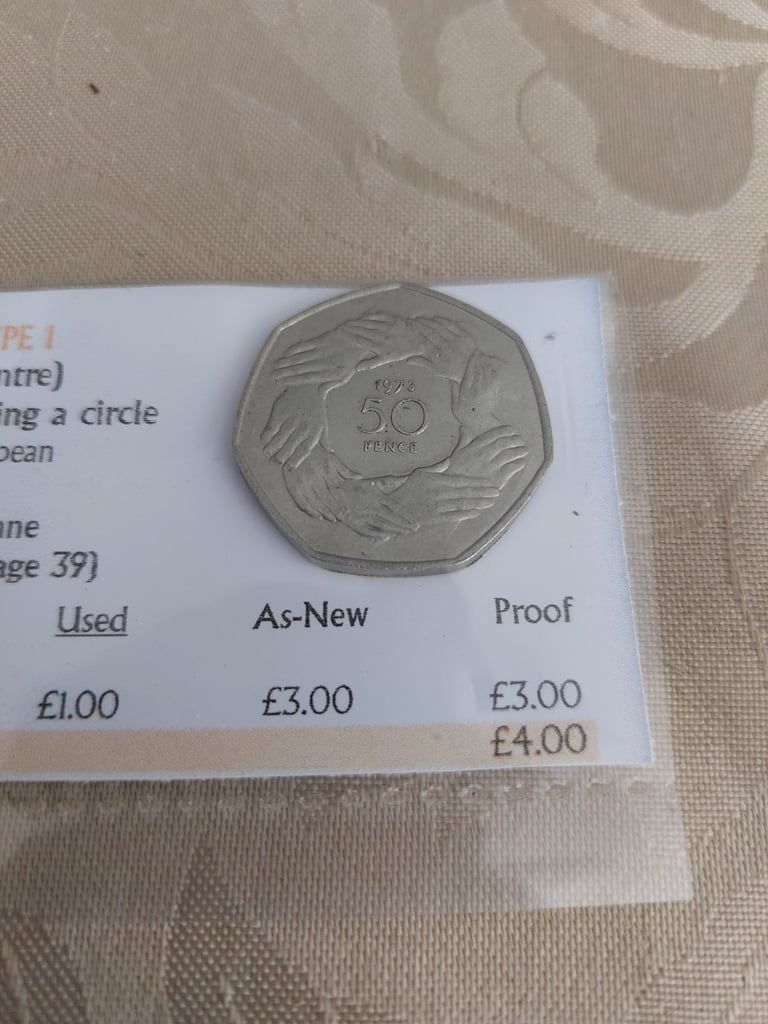 PE I
ntre)
ing a circle
pean
nne
age 39)
1973
50
PENCE
Used As-New Proof
£1.00 £3.00 £3.00
£4.00